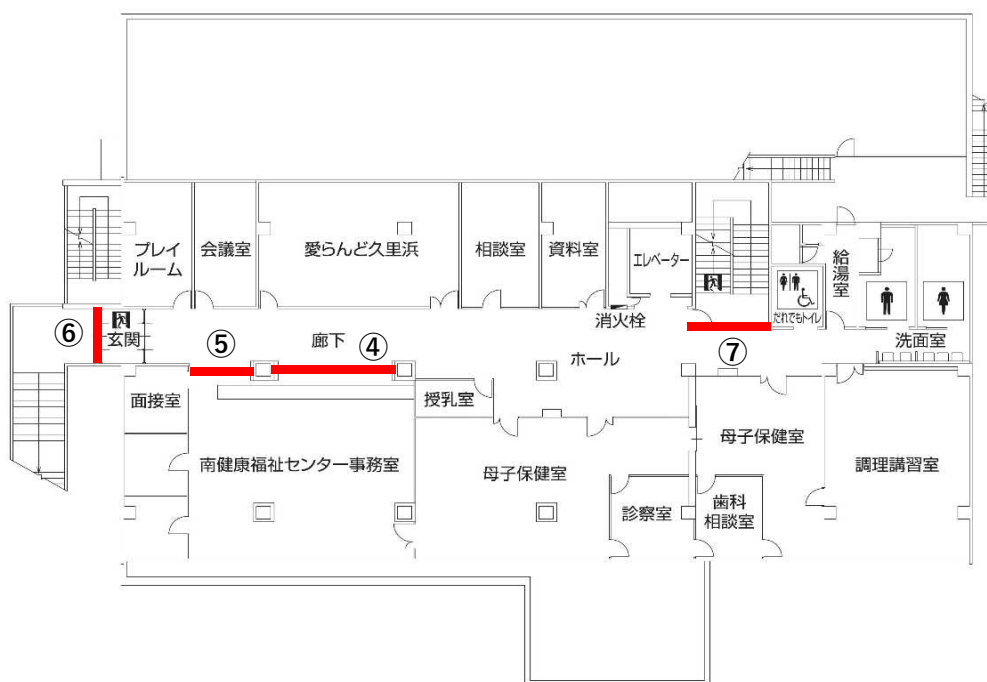 プレイ
ルーム
会議室
愛らんど久里浜
相談室
資料室
エレベーター
給湯室
だれでもトイレ
⑥
玄関
⑤
廊下
④
消火栓
ホール
⑦
洗面室
面接室
授乳室
南健康福祉センター事務室
母子保健室
母子保健室
調理講習室
診察室
歯科
相談室